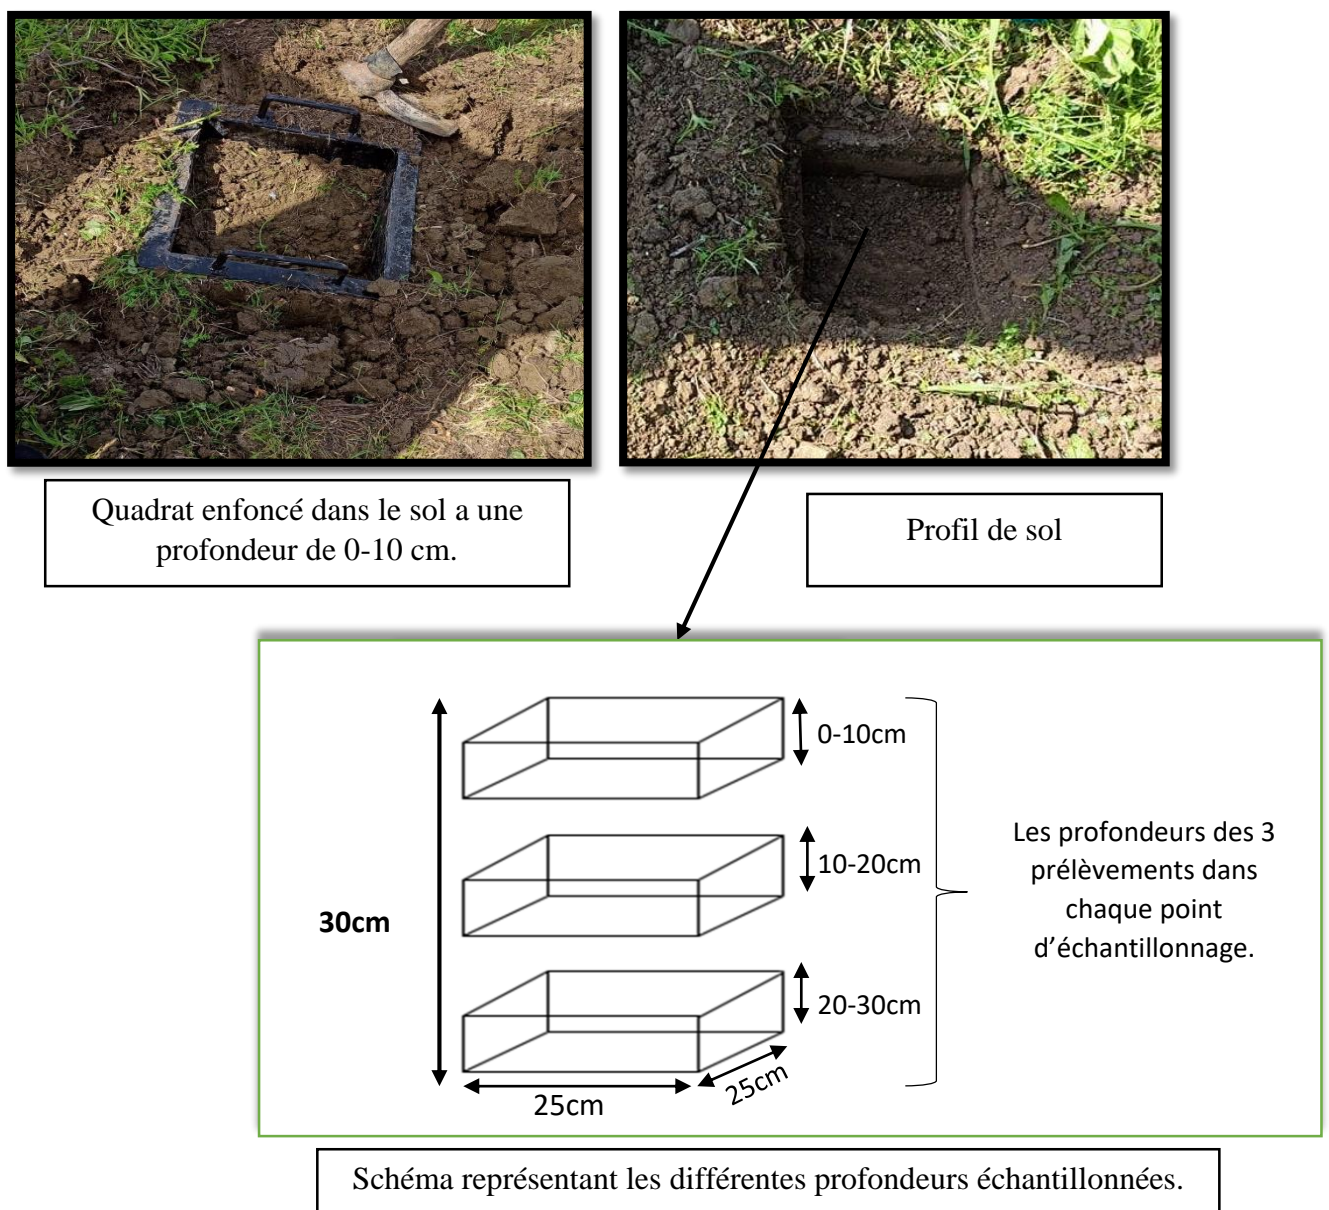 Quadrat enfoncé dans le sol a une
profondeur de 0-10 cm.
Profil de sol
0-10cm
10-20cm
30cm
20-30cm
25cm
25cm
Les profondeurs des 3
prélèvements dans
chaque point
d’échantillonnage.
Schéma représentant les différentes profondeurs échantillonnées.